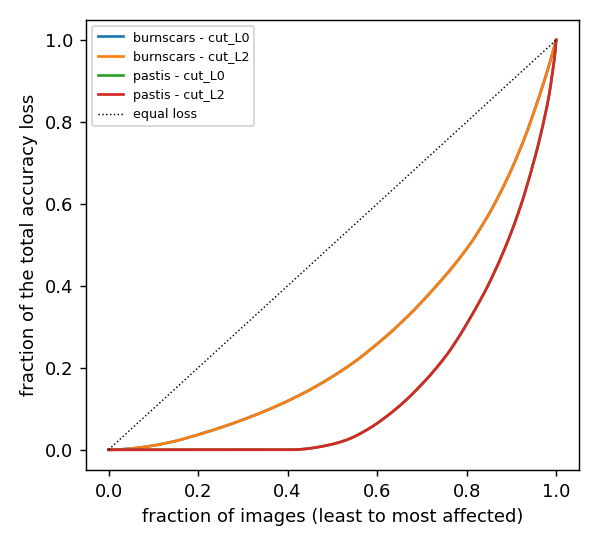 burnscars - cut_L0
burnscars - cut_L2
pastis - cut_L0
pastis - cut_L2
equal loss
1.0
0.8
0.6
0.4
0.2
0.0
fraction of the total accuracy loss
0.0 0.2 0.4 0.6 0.8 1.0
fraction of images (least to most affected)